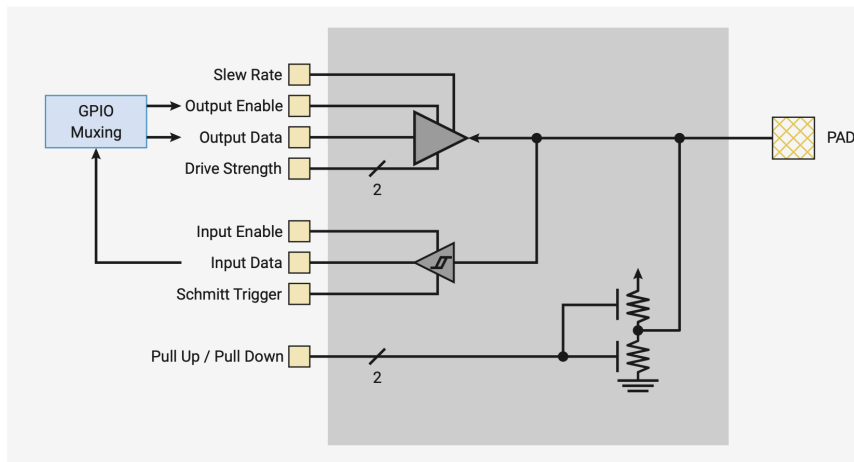 Slew Rate
GPIO
Muxing
Output Enable
Output Data
PAD
Drive Strength
2
Input Enable
Input Data
Schmitt Trigger
Pull Up / Pull Down
2